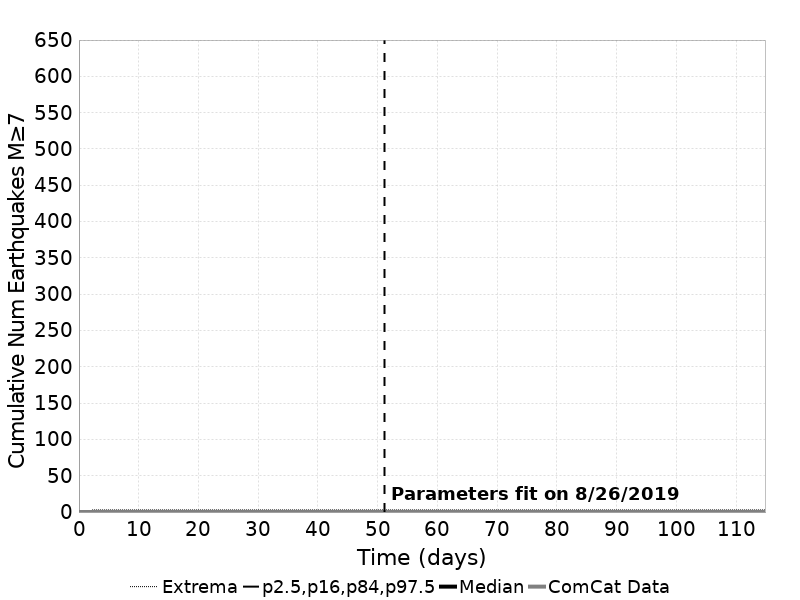 Cumulative Num Earthquakes M≥7
650
600
550
500
450
400
350
300
250
200
150
100
50
0
Parameters fit on 8/26/2019
0 10 20 30 40 50 60 70 80 90 100 110
Time (days)
Extrema p2.5,p16,p84,p97.5 Median ComCat Data